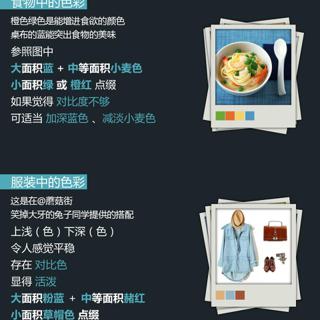 食物中的色彩
橙色绿色是能增进食欲的颜色
桌布的蓝能突出食物的美味
参照图中
大面积蓝 + 中等面积小麦色
小面积绿 或 橙红 点缀
如果觉得 对比度不够
可适当 加深蓝色 、减淡小麦色
服装中的色彩
这是在@蘑菇街
笑掉大牙的兔子同学提供的搭配
上浅（色）下深（色）
令人感觉平稳
存在 对比色
显得 活泼
大面积粉蓝 + 中等面积赭红
小面积草帽色 点缀